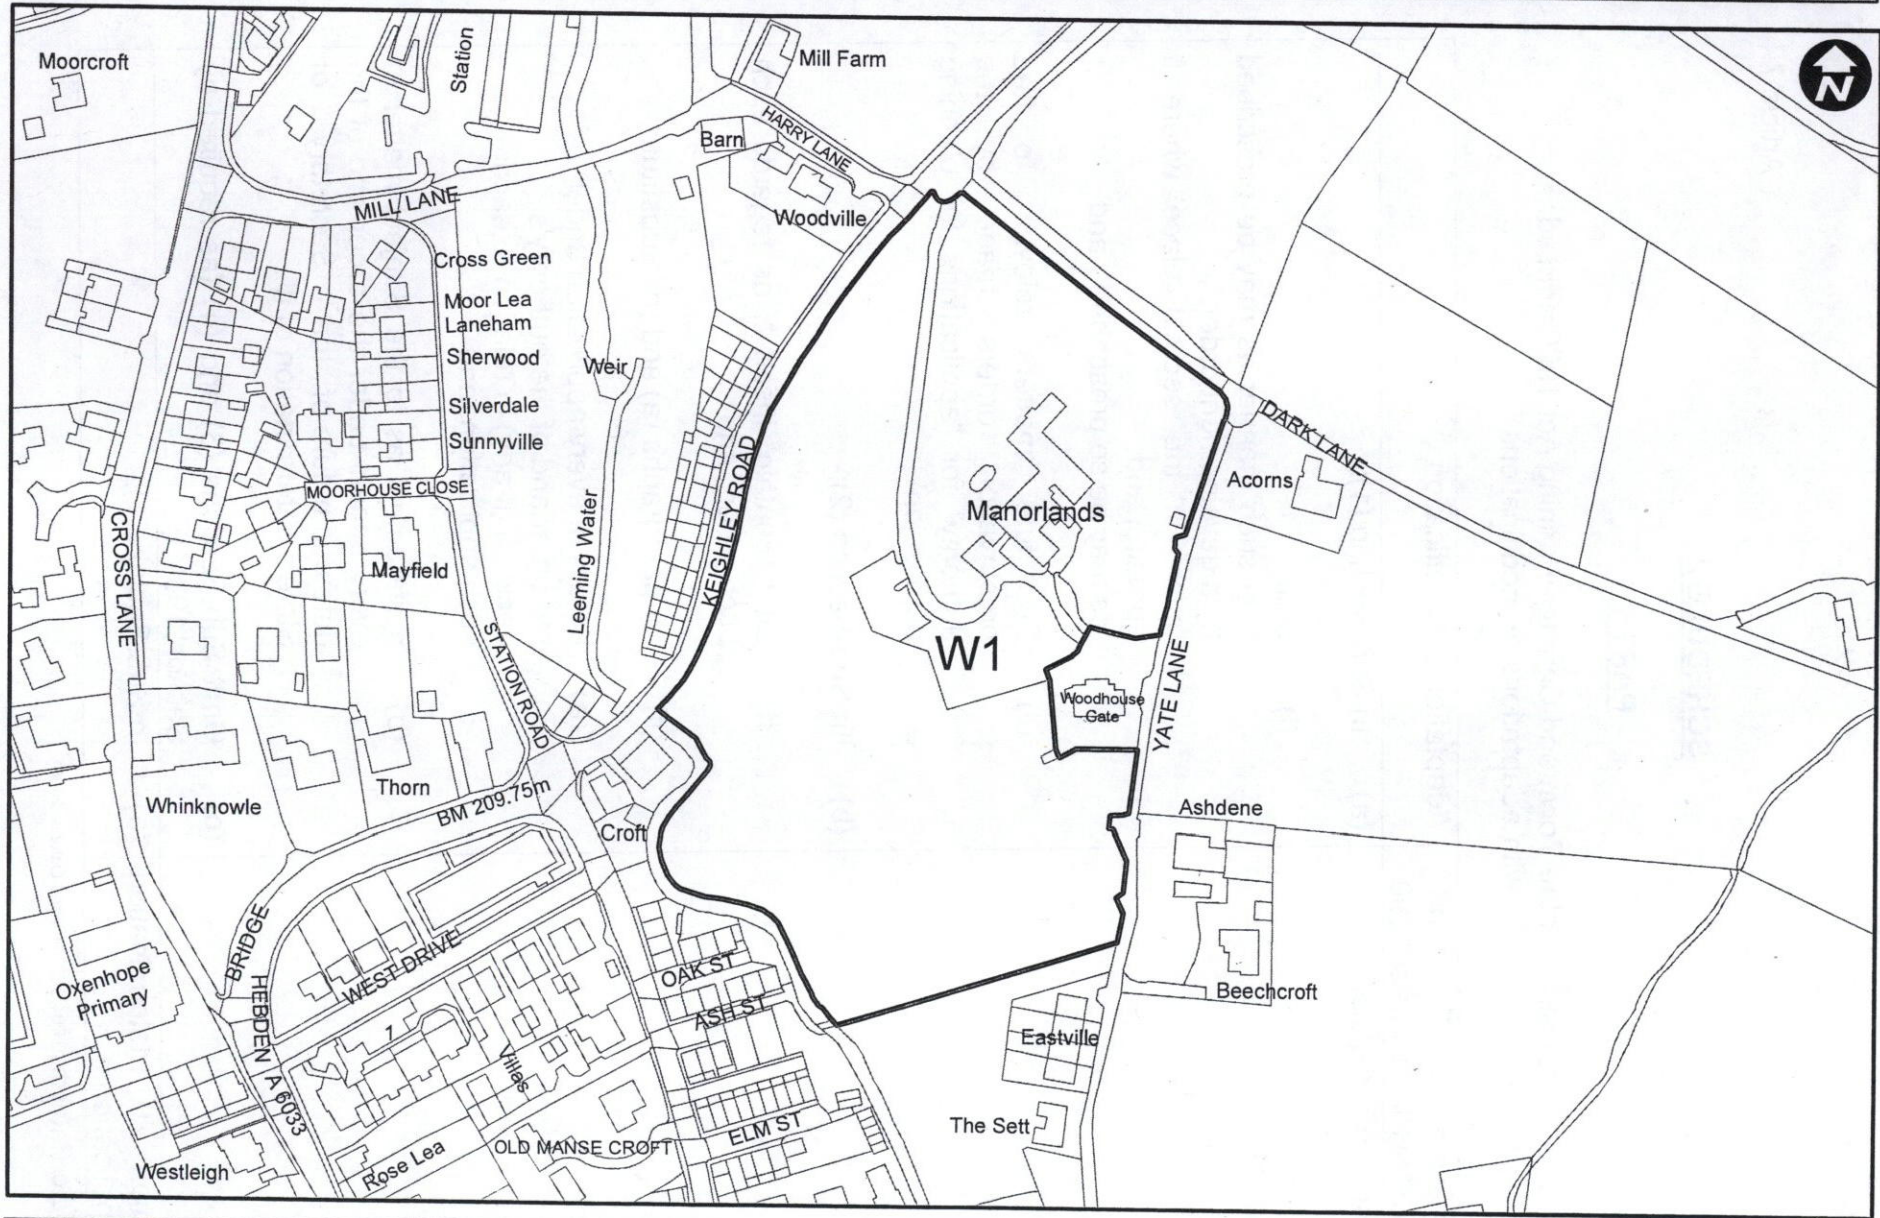 Moorcroft
Station
Mill Farm
N
HARRY LANE
Barn
MILL LANE
Woodville
Cross Green
Moor Lea
Laneham
Sherwood
Weir
Silverdale
Sunnyville
MOORHOUSE CLOSE
KEIGHLEY ROAD
DARK LANE
Acorns
Manorlands
CROSS LANE
Mayfield
Leeming Water
STATION ROAD
W1
Woodhouse
Gate
YATE LANE
Whinknowle
Thorn
BM 209.75m
Croft
Ashdene
BRIDGE
HEBDEN
WEST DRIVE
Oxenhope
Primary
OAK ST
ASH ST
Beechcroft
1
Villas
Eastville
A 6033
The Sett
ELM ST
OLD MANSE CROFT
Rose Lea
Westleigh